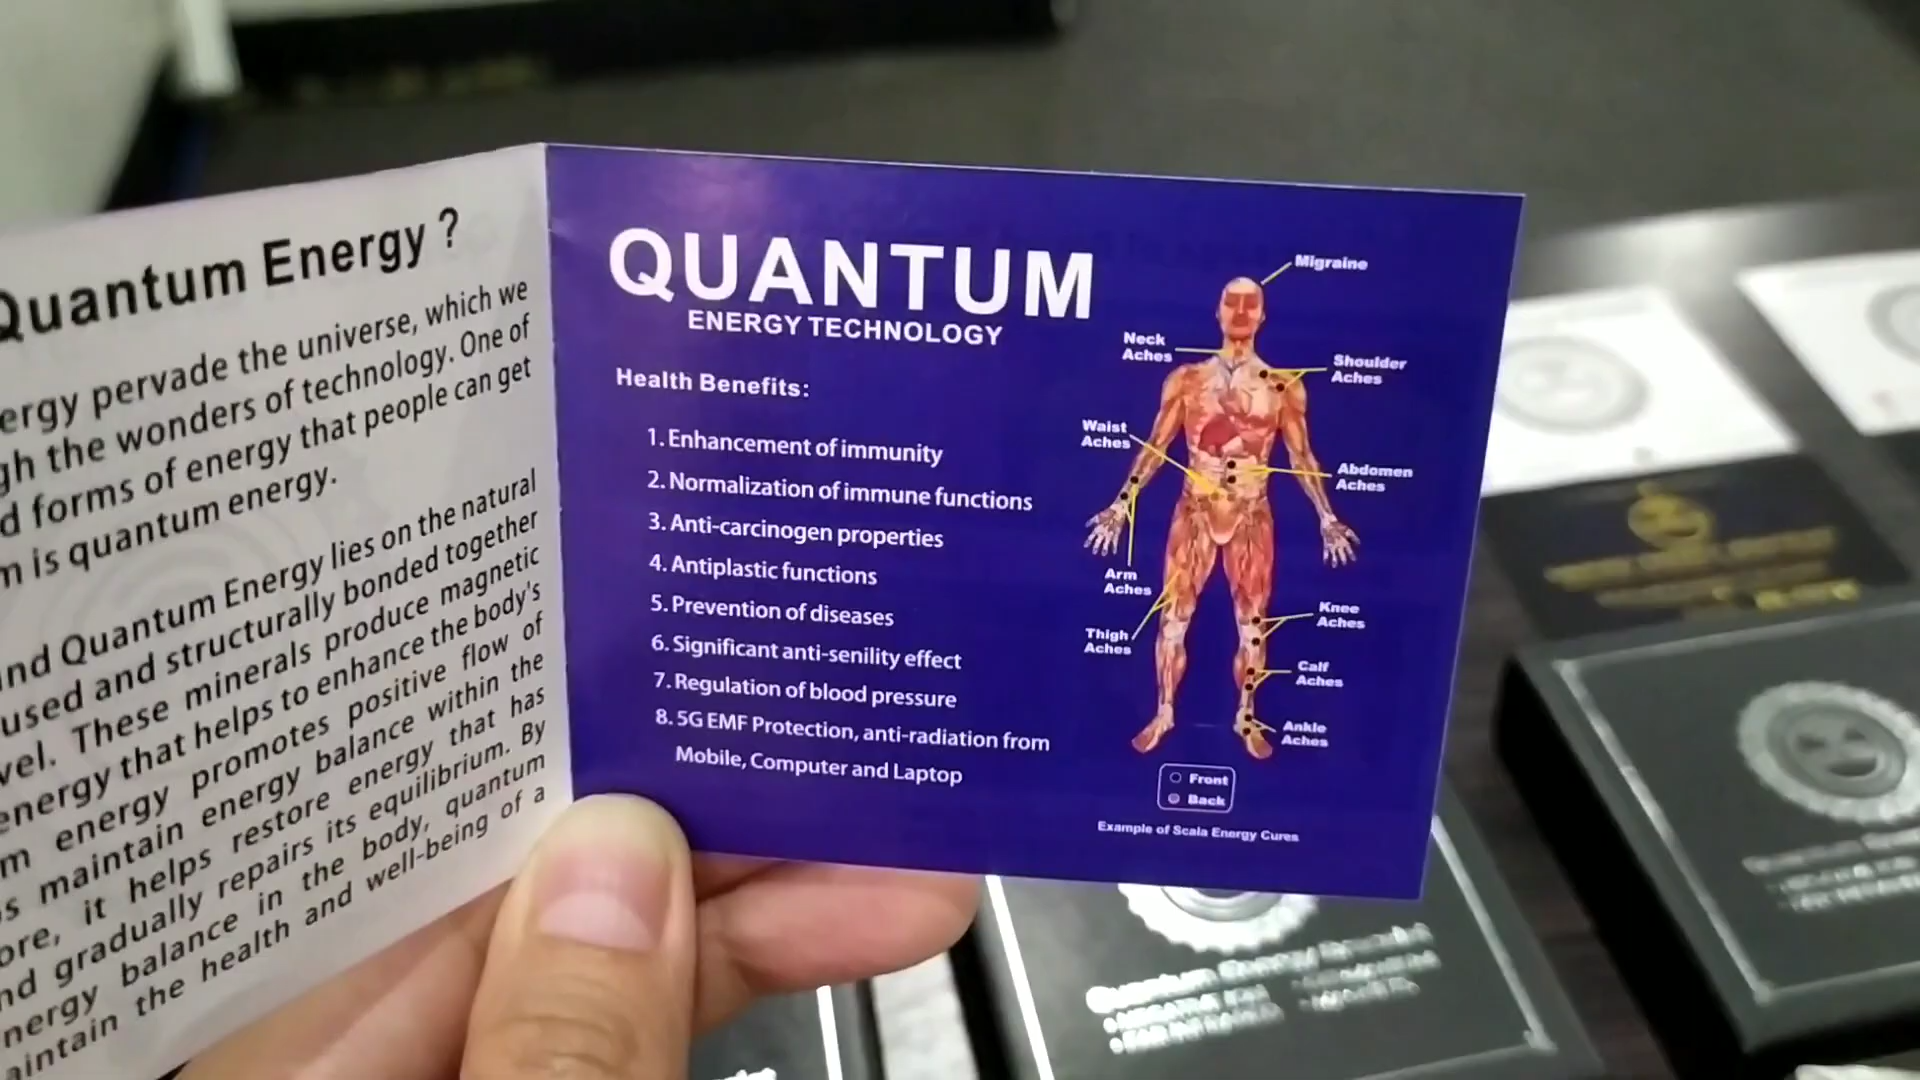 Quantum Energy ?
ergy pervade the universe, which we
gh the wonders of technology. One of
d forms of energy that people can get
m is quantum energy.
and Quantum Energy lies on the natural
used and structurally bonded together
vel. These minerals produce magnetic
energy that helps to enhance the body's
m energy promotes positive flow of
s maintain energy balance within the
ore, it helps restore energy that has
nd gradually repairs its equilibrium. By
nergy balance in the body, quantum
aintain the health and well-being of a
QUANTUM
ENERGY TECHNOLOGY
Health Benefits:
1. Enhancement of immunity
2. Normalization of immune functions
3. Anti-carcinogen properties
4. Antiplastic functions
5. Prevention of diseases
6. Significant anti-senility effect
7. Regulation of blood pressure
8. 5G EMF Protection, anti-radiation from
Mobile, Computer and Laptop
Migraine
Neck
Aches
Shoulder
Aches
Waist
Aches
Abdomen
Aches
Arm
Aches
Thigh
Aches
Knee
Aches
Calf
Aches
Ankle
Aches
Front
Back
Example of Scala Energy Cures
Quantum Energy